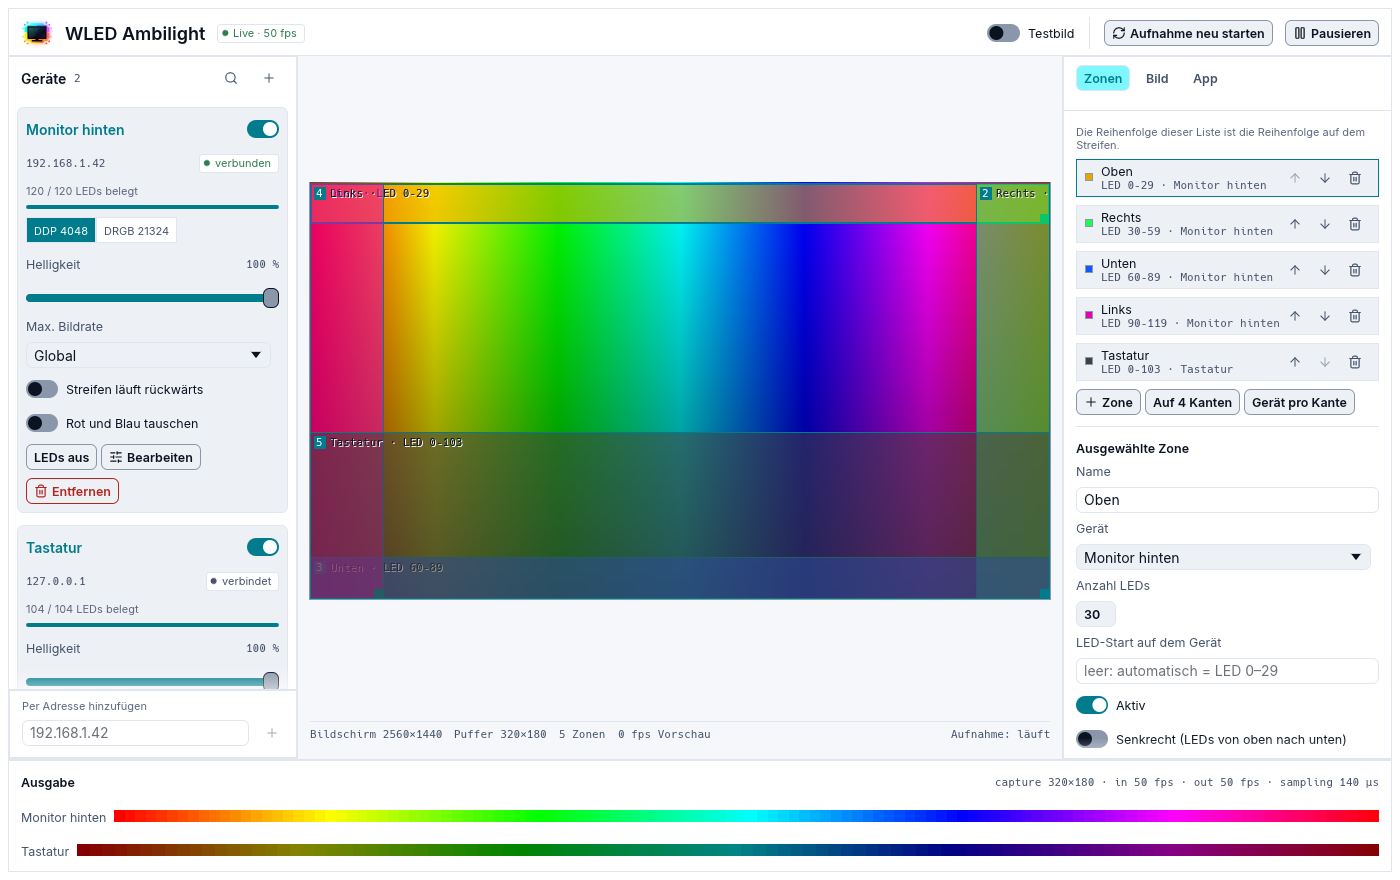 WLED Ambilight
Live · 50 fps
Testbild
Aufnahme neu starten
Pausieren
Geräte 2
Monitor hinten
192.168.1.42
verbunden
120 / 120 LEDs belegt
DDP 4048
DRGB 21324
Helligkeit
100 %
Max. Bildrate
Global
Streifen läuft rückwärts
Rot und Blau tauschen
LEDs aus
Bearbeiten
Entfernen
Tastatur
127.0.0.1
verbindet
104 / 104 LEDs belegt
Helligkeit
100 %
Per Adresse hinzufügen
192.168.1.42
4
LED 0-29
2 Rechts ·
5 Tastatur · LED 0-103
3 Unten · LED 60-89
Bildschirm 2560×1440 Puffer 320×180 5 Zonen 0 fps Vorschau
Aufnahme: läuft
Zonen
Bild
App
Die Reihenfolge dieser Liste ist die Reihenfolge auf dem
Streifen.
Oben
LED 0-29 · Monitor hinten
Rechts
LED 30-59 · Monitor hinten
Unten
LED 60-89 · Monitor hinten
Links
LED 90-119 · Monitor hinten
Tastatur
LED 0-103 · Tastatur
Zone
Auf 4 Kanten
Gerät pro Kante
Ausgewählte Zone
Name
Oben
Gerät
Monitor hinten
Anzahl LEDs
30
LED-Start auf dem Gerät
leer: automatisch = LED 0–29
Aktiv
Senkrecht (LEDs von oben nach unten)
Ausgabe
capture 320×180 · in 50 fps · out 50 fps · sampling 140 µs
Monitor hinten
Tastatur